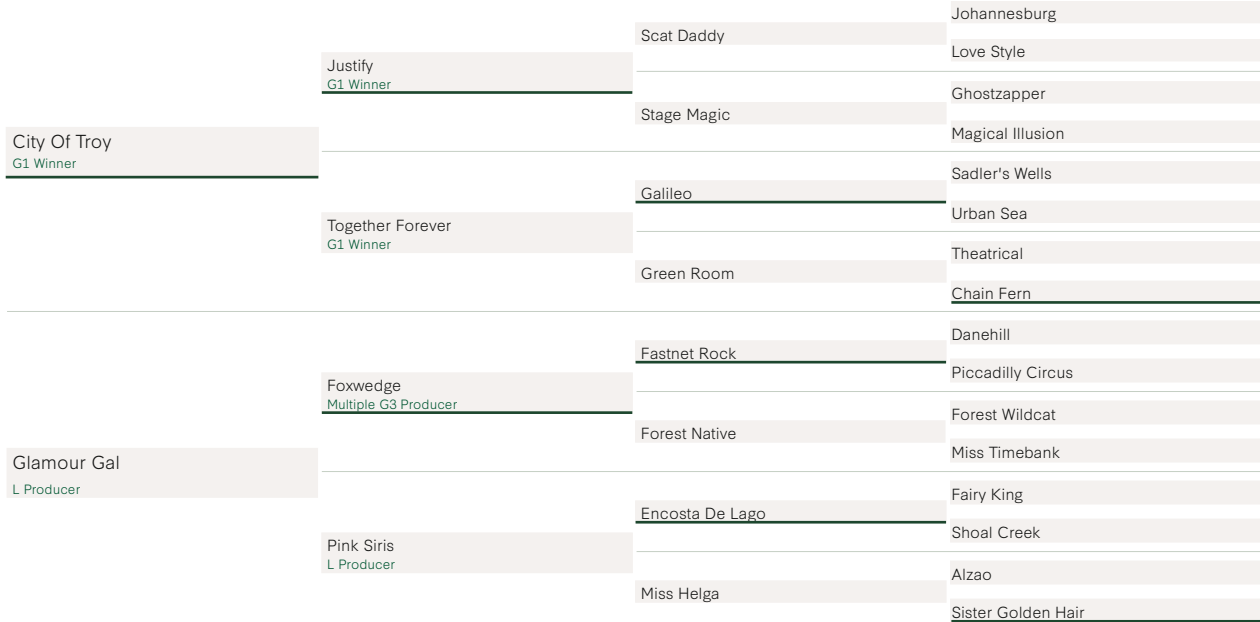 City Of Troy
G1 Winner
Glamour Gal
L Producer
Justify
G1 Winner
Together Forever
G1 Winner
Foxwedge
Multiple G3 Producer
Pink Siris
L Producer
Scat Daddy
Stage Magic
Galileo
Green Room
Fastnet Rock
Forest Native
Encosta De Lago
Miss Helga
Johannesburg
Love Style
Ghostzapper
Magical Illusion
Sadler's Wells
Urban Sea
Theatrical
Chain Fern
Danehill
Piccadilly Circus
Forest Wildcat
Miss Timebank
Fairy King
Shoal Creek
Alzao
Sister Golden Hair